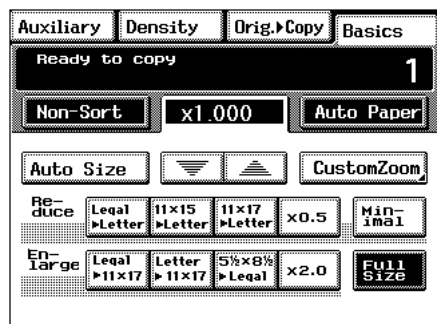 Auxiliary Density Orig.▸Copy Basics
Ready to copy
1
Non-Sort x1.000 Auto Paper
Auto Size CustomZoom
Re-
duce
Legal 11×15 11×17 x0.5 Min-
▸Letter ▸Letter ▸Letter imal
En-
large
Legal Letter 5½×8½ x2.0 Full
▸11×17 ▸11×17 ▸Legal Size